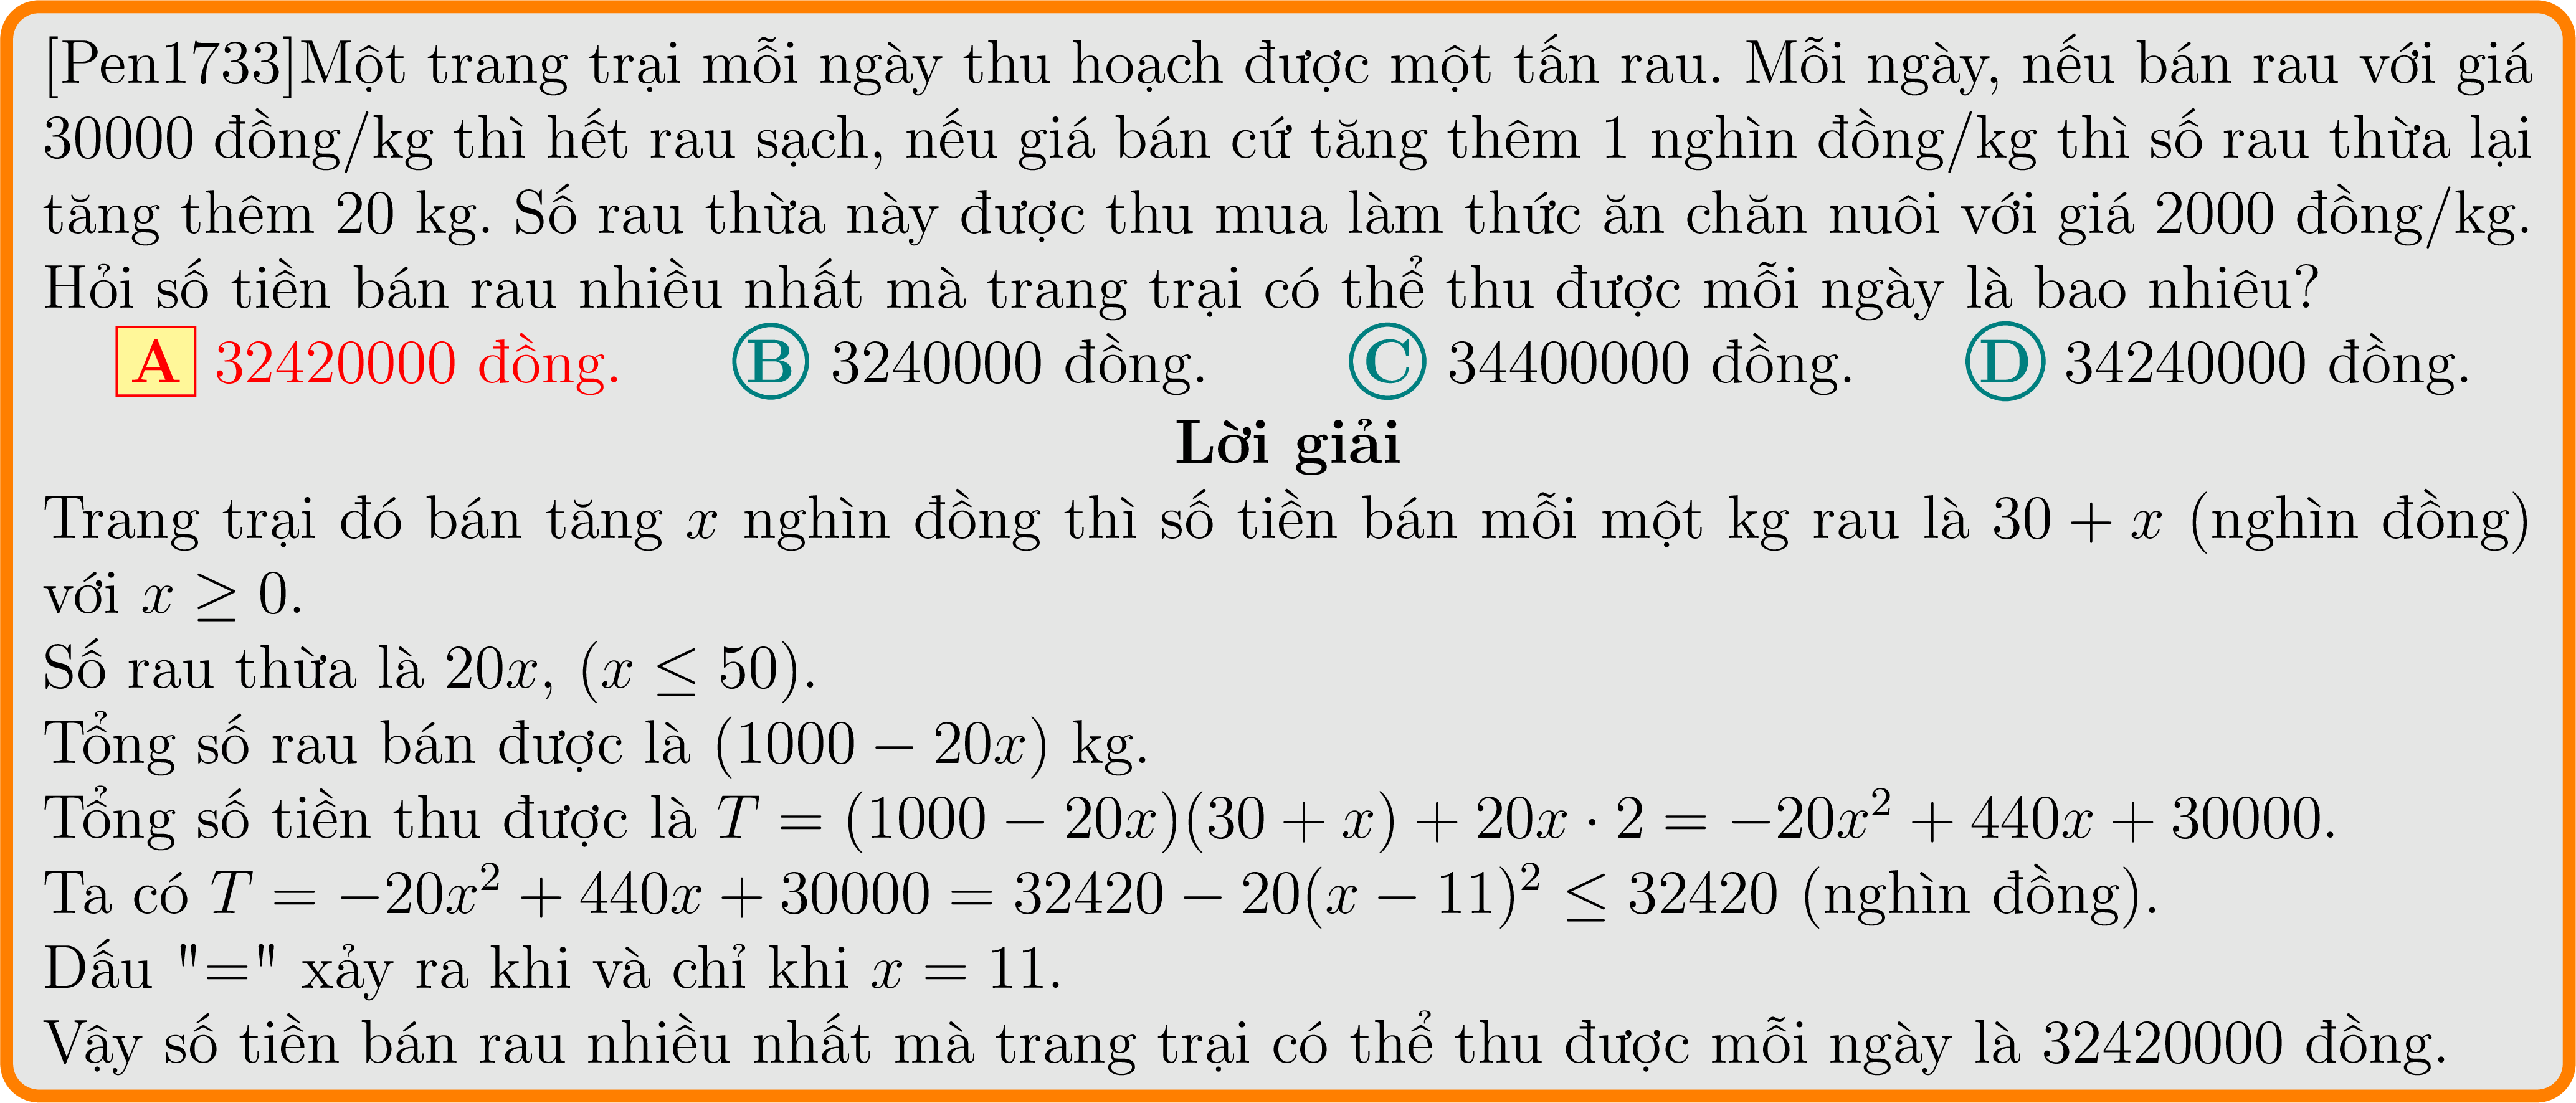 [Pen1733]Một trang trại mỗi ngày thu hoạch được một tấn rau. Mỗi ngày, nếu bán rau với giá
30000 đồng/kg thì hết rau sạch, nếu giá bán cứ tăng thêm 1 nghìn đồng/kg thì số rau thừa lại
tăng thêm 20 kg. Số rau thừa này được thu mua làm thức ăn chăn nuôi với giá 2000 đồng/kg.
Hỏi số tiền bán rau nhiều nhất mà trang trại có thể thu được mỗi ngày là bao nhiêu?
A 32420000 đồng. B 3240000 đồng. C 34400000 đồng. D 34240000 đồng.
Lời giải
Trang trại đó bán tăng x nghìn đồng thì số tiền bán mỗi một kg rau là 30 + x (nghìn đồng)
với x ≥ 0.
Số rau thừa là 20x, (x ≤ 50).
Tổng số rau bán được là (1000 − 20x) kg.
Tổng số tiền thu được là T = (1000 − 20x)(30 + x) + 20x · 2 = −20x² + 440x + 30000.
Ta có T = −20x² + 440x + 30000 = 32420 − 20(x − 11)² ≤ 32420 (nghìn đồng).
Dấu "=" xảy ra khi và chỉ khi x = 11.
Vậy số tiền bán rau nhiều nhất mà trang trại có thể thu được mỗi ngày là 32420000 đồng.